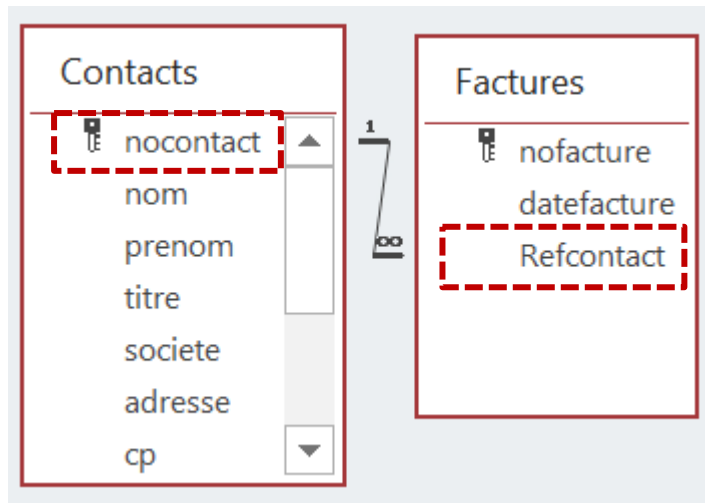 Contacts
nocontact
nom
prenom
titre
societe
adresse
cp
1
∞
Factures
nofacture
datefacture
Refcontact